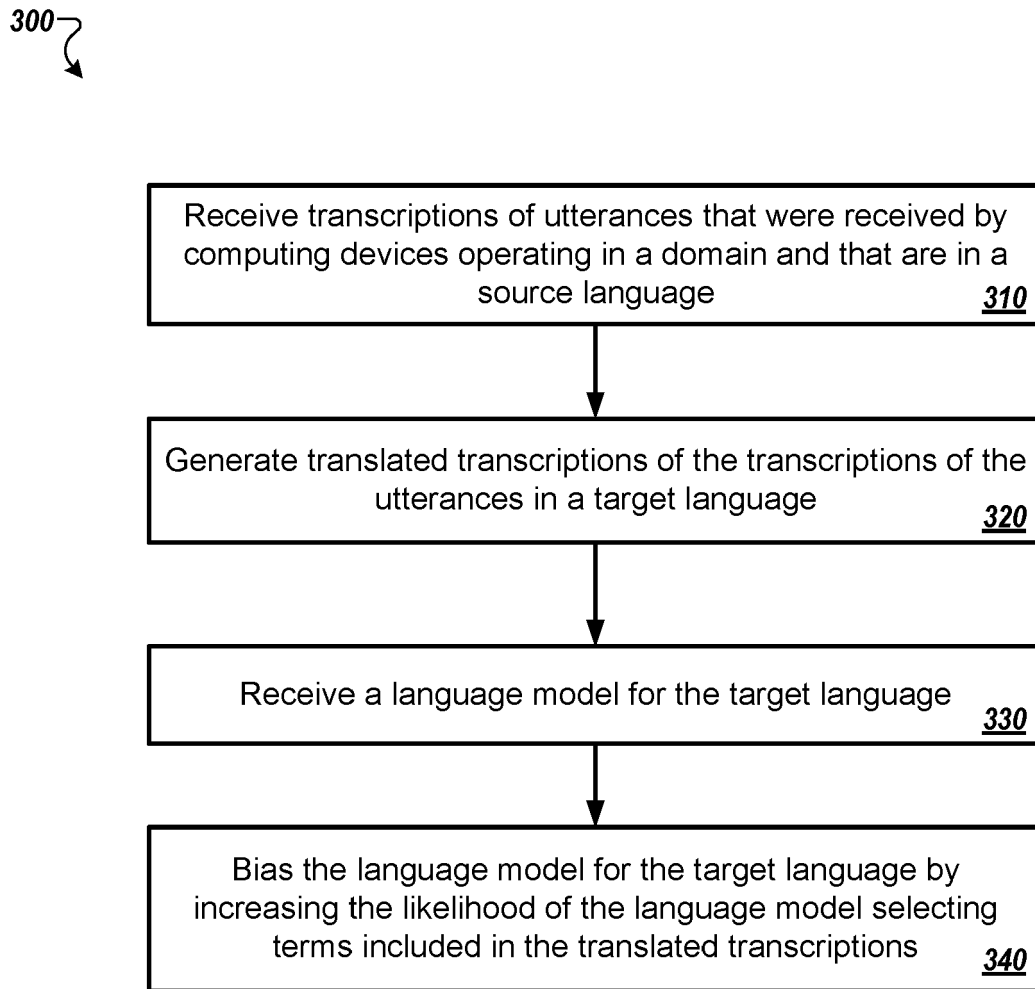 300
Receive transcriptions of utterances that were received by
computing devices operating in a domain and that are in a
source language
310
Generate translated transcriptions of the transcriptions of the
utterances in a target language
320
Receive a language model for the target language
330
Bias the language model for the target language by
increasing the likelihood of the language model selecting
terms included in the translated transcriptions
340